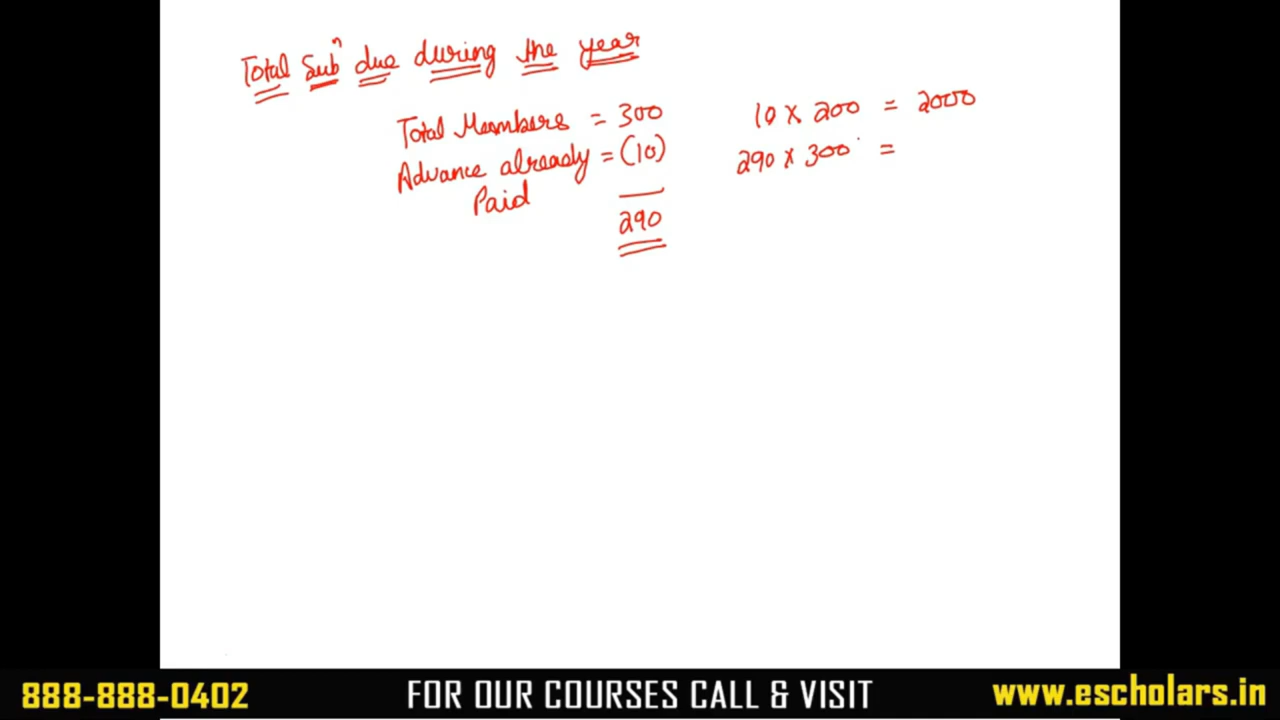 Total Subⁿ due during the year
Total Members = 300
Advance already = (10)
Paid
290
10 x 200 = 2000
290 x 300 =
888-888-0402
FOR OUR COURSES CALL & VISIT
www.escholars.in